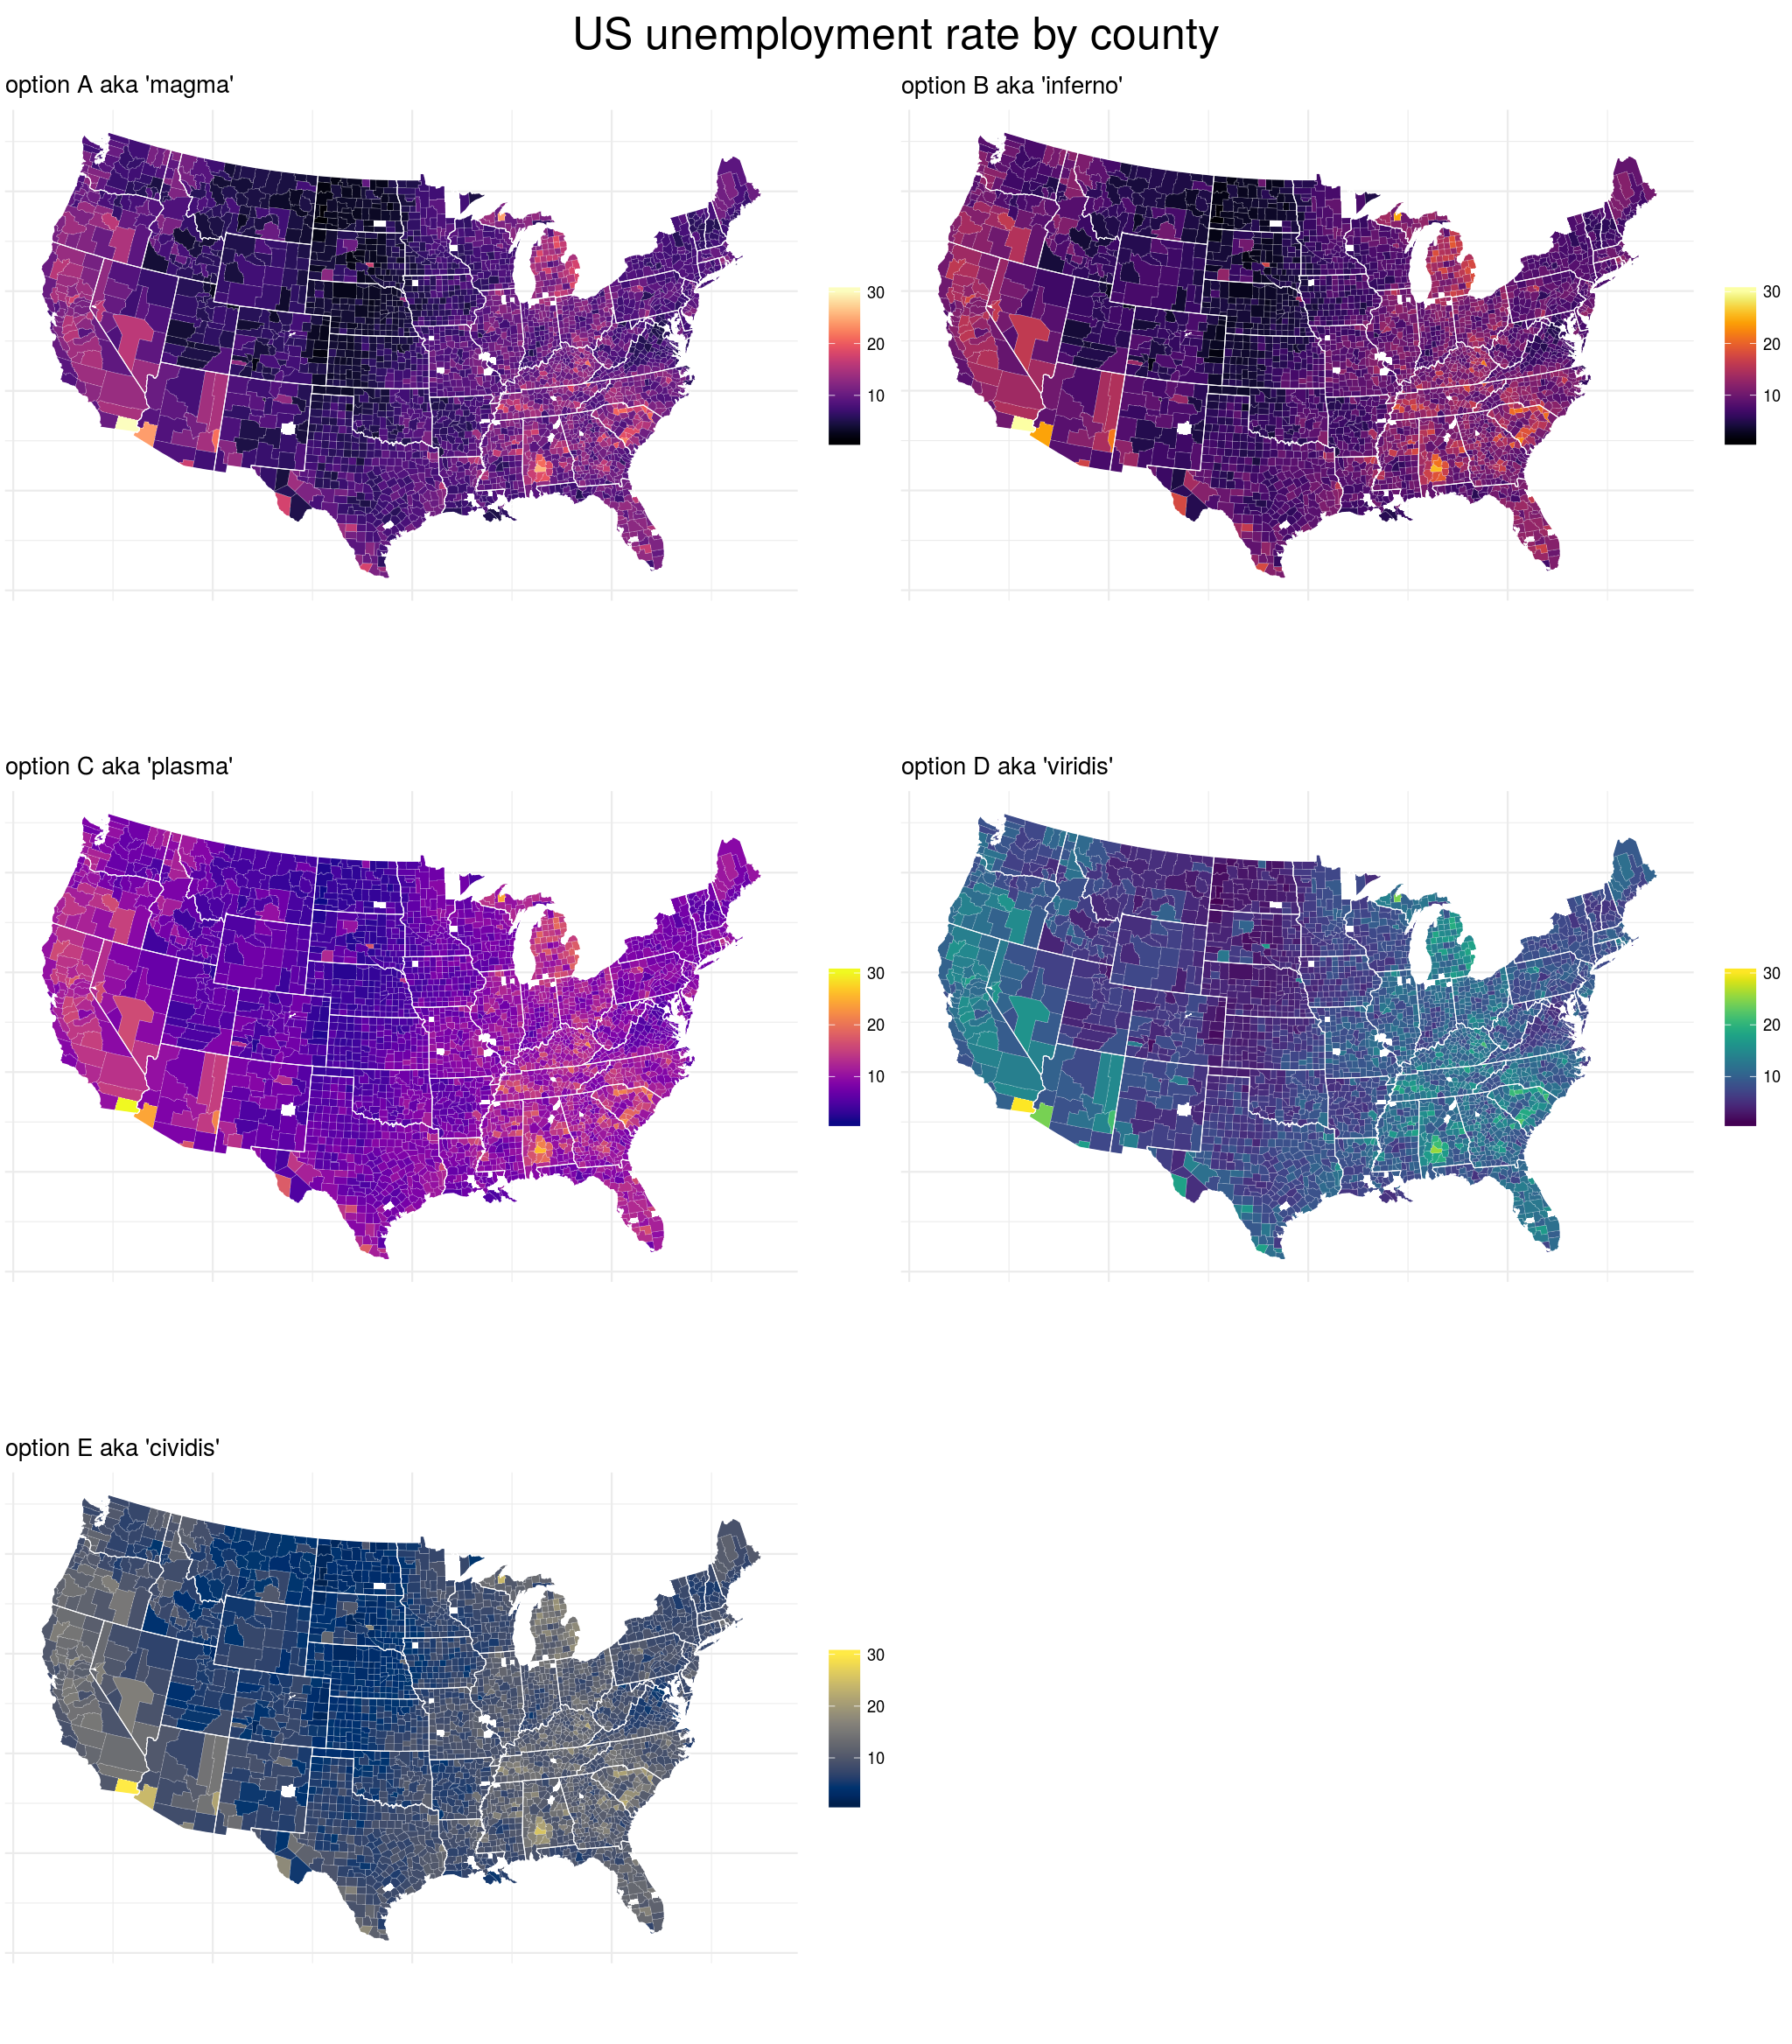 US unemployment rate by county
option A aka 'magma'
30
20
10
option B aka 'inferno'
30
20
10
option C aka 'plasma'
30
20
10
option D aka 'viridis'
30
20
10
option E aka 'cividis'
30
20
10